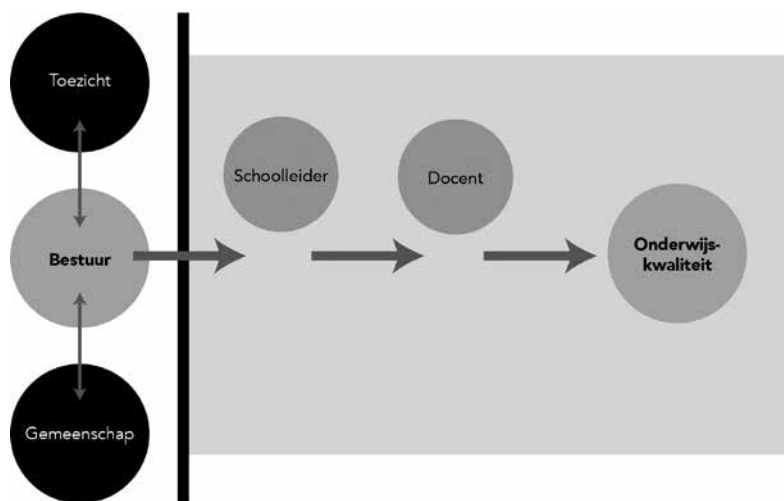 Toezicht
Schoolleider
Docent
Bestuur
Onderwijs-
kwaliteit
Gemeenschap